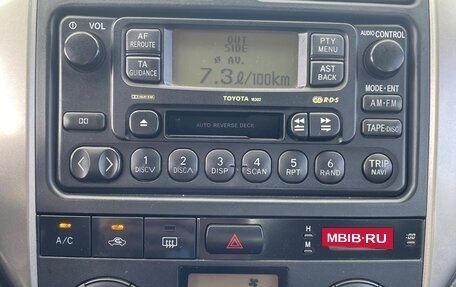 VOL
AF REROUTE
TA GUIDANCE
OUT
SIDE
ø AV.
7.3 ℓ/100km
PTY MENU
AST BACK
AUDIO CONTROL
MODE·ENT
AM·FM
TAPE·DISC
TOYOTA
R·D·S
AUTO REVERSE DECK
1 DISC∨
2 DISC∧
3 DISP
4 SCAN
5 RPT
6 RAND
TRIP NAVI
A/C
H
M
:00
MBIB·RU